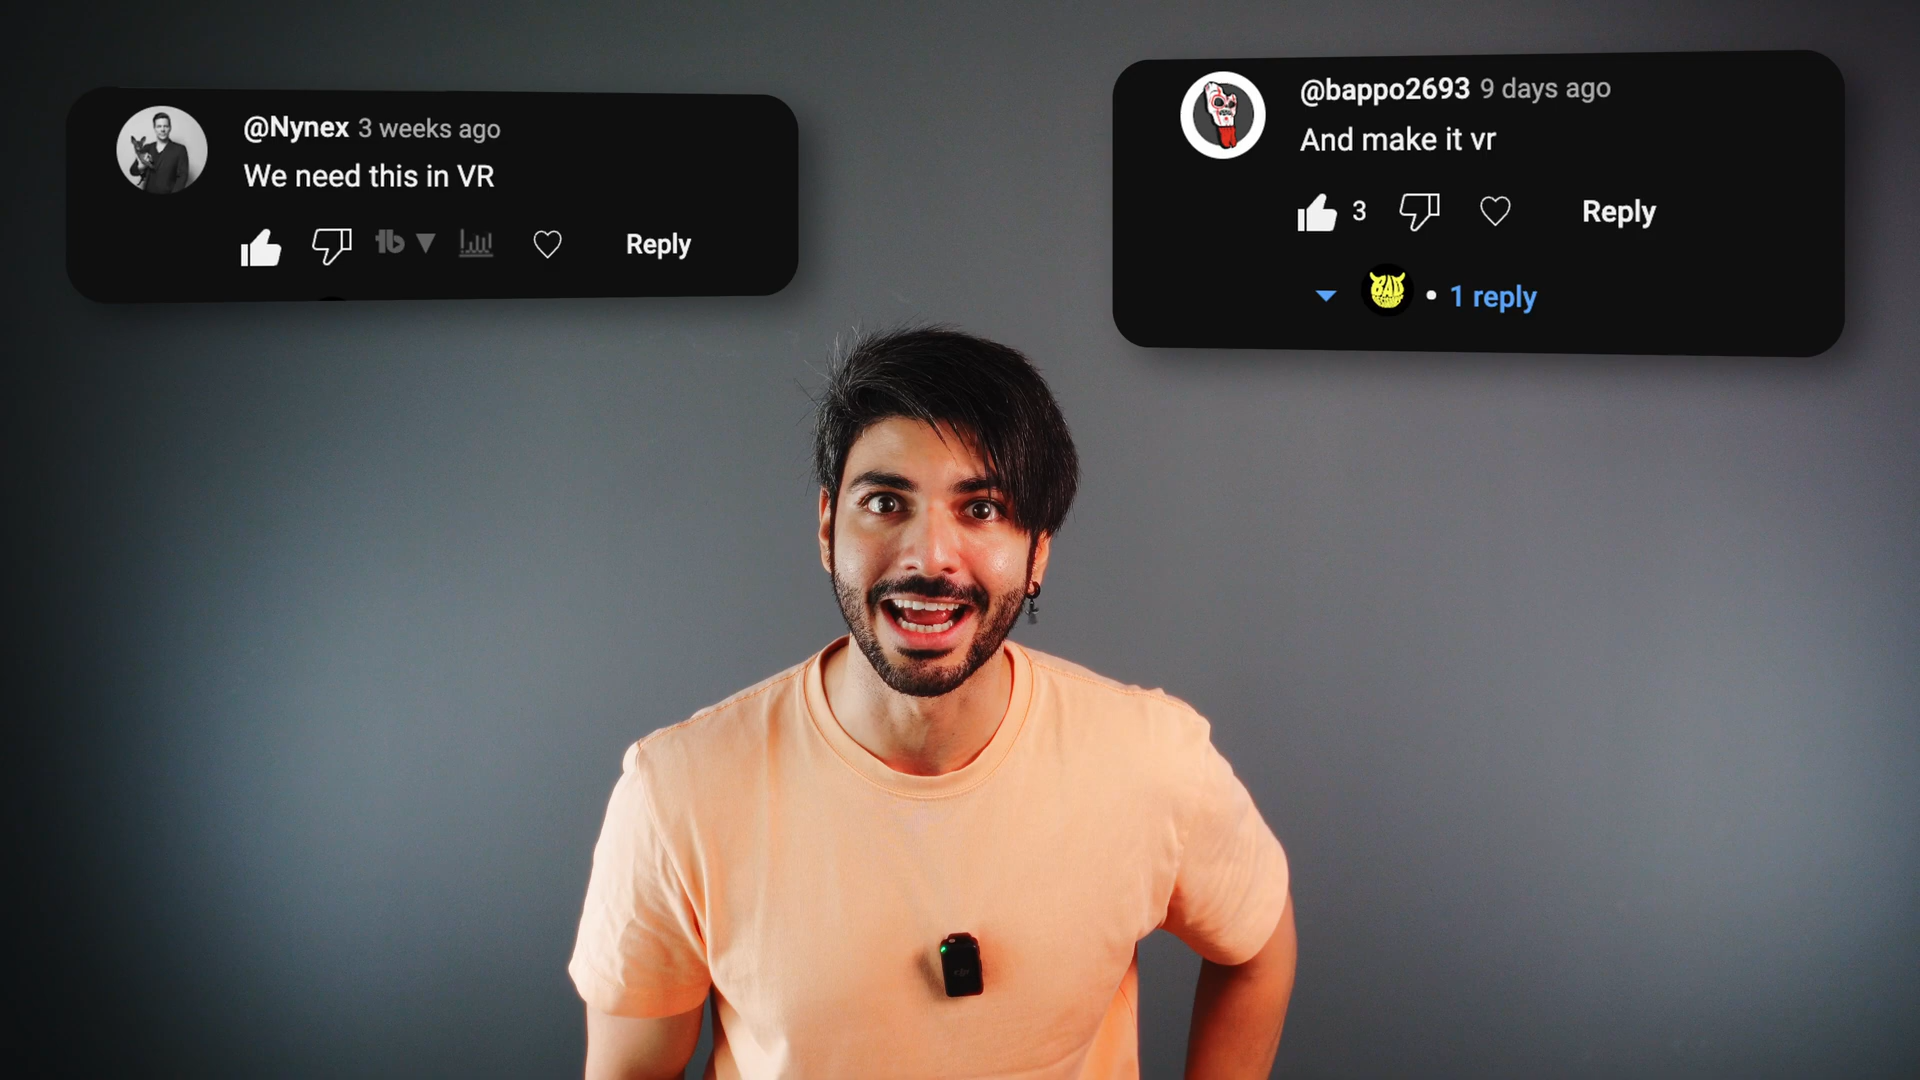 @Nynex 3 weeks ago
We need this in VR
Reply
@bappo2693 9 days ago
And make it vr
3
Reply
BAD
• 1 reply